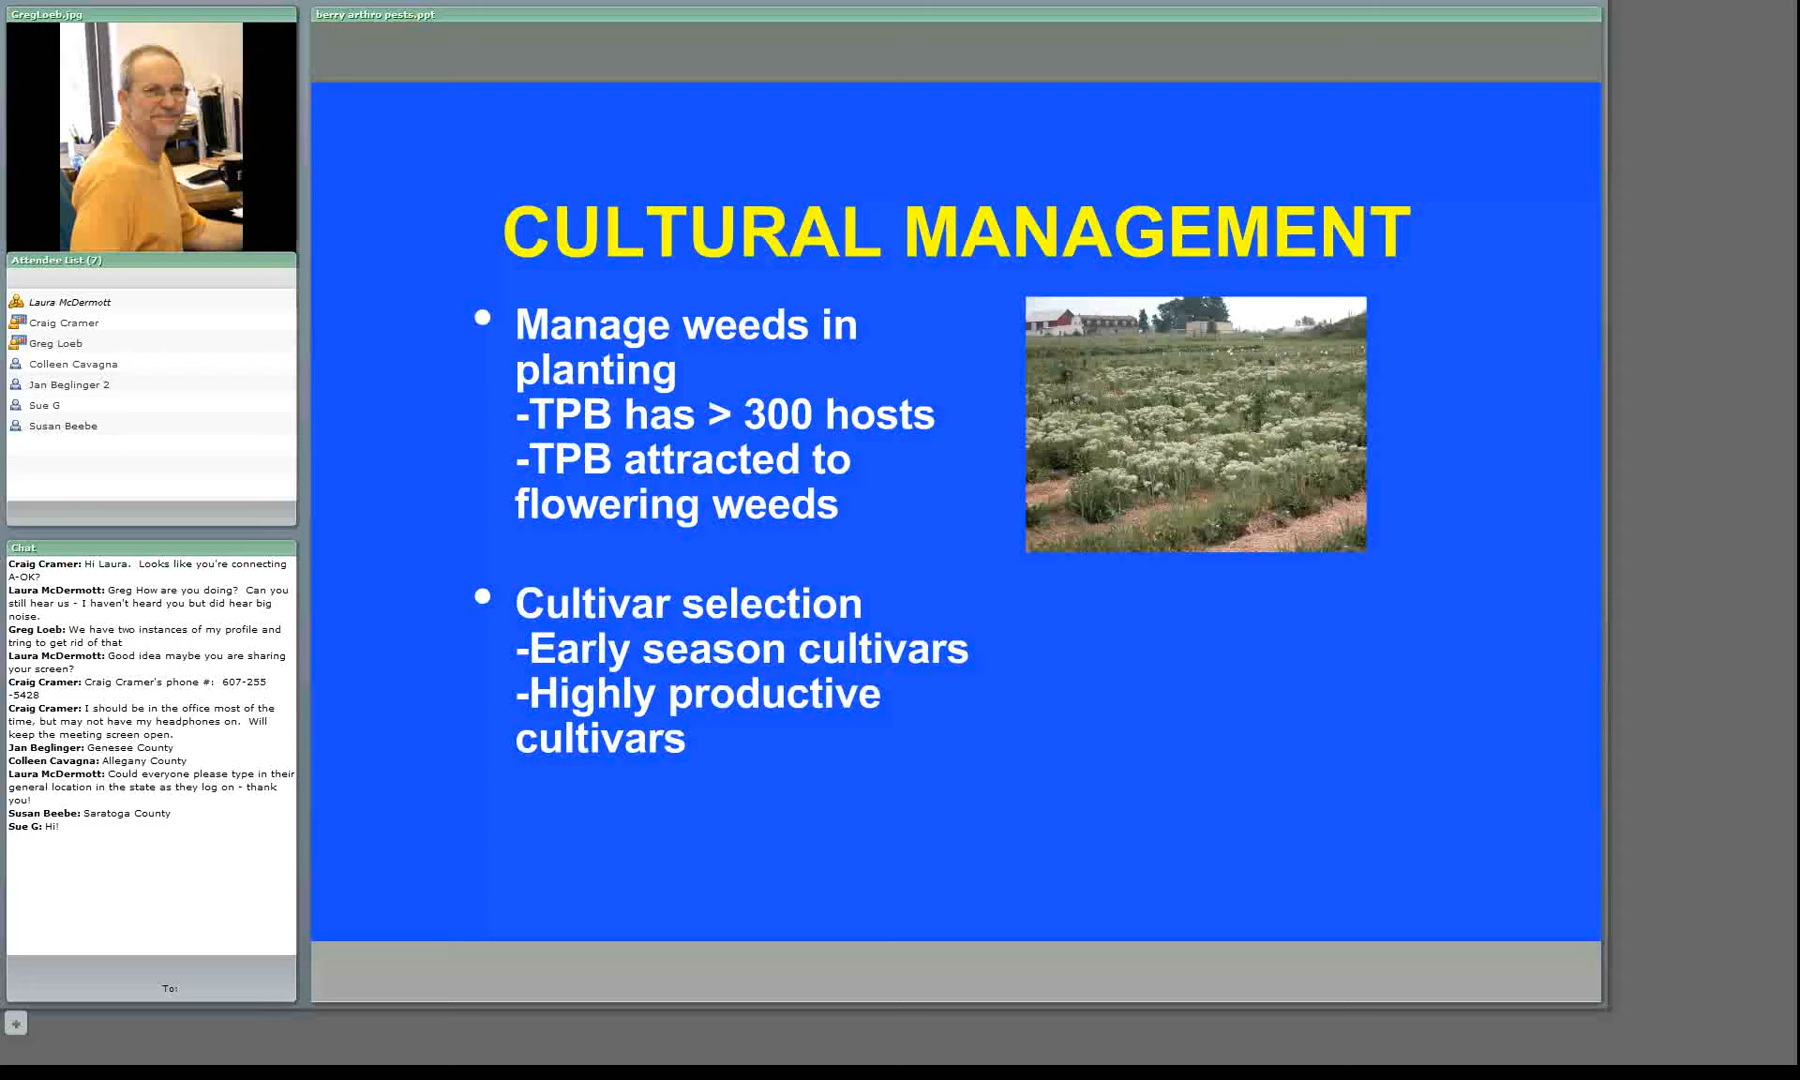 GregLoeb.jpg
Attendee List (7)
Laura McDermott
Craig Cramer
Greg Loeb
Colleen Cavagna
Jan Beglinger 2
Sue G
Susan Beebe
Chat
Craig Cramer: Hi Laura.  Looks like you're connecting
A-OK?
Laura McDermott: Greg How are you doing?  Can you
still hear us - I haven't heard you but did hear big
noise.
Greg Loeb: We have two instances of my profile and
tring to get rid of that
Laura McDermott: Good idea maybe you are sharing
your screen?
Craig Cramer: Craig Cramer's phone #:  607-255
-5428
Craig Cramer: I should be in the office most of the
time, but may not have my headphones on.  Will
keep the meeting screen open.
Jan Beglinger: Genesee County
Colleen Cavagna: Allegany County
Laura McDermott: Could everyone please type in their
general location in the state as they log on - thank
you!
Susan Beebe: Saratoga County
Sue G: Hi!
To:
berry arthro pests.ppt
CULTURAL MANAGEMENT
• Manage weeds in
planting
-TPB has > 300 hosts
-TPB attracted to
flowering weeds
• Cultivar selection
-Early season cultivars
-Highly productive
cultivars